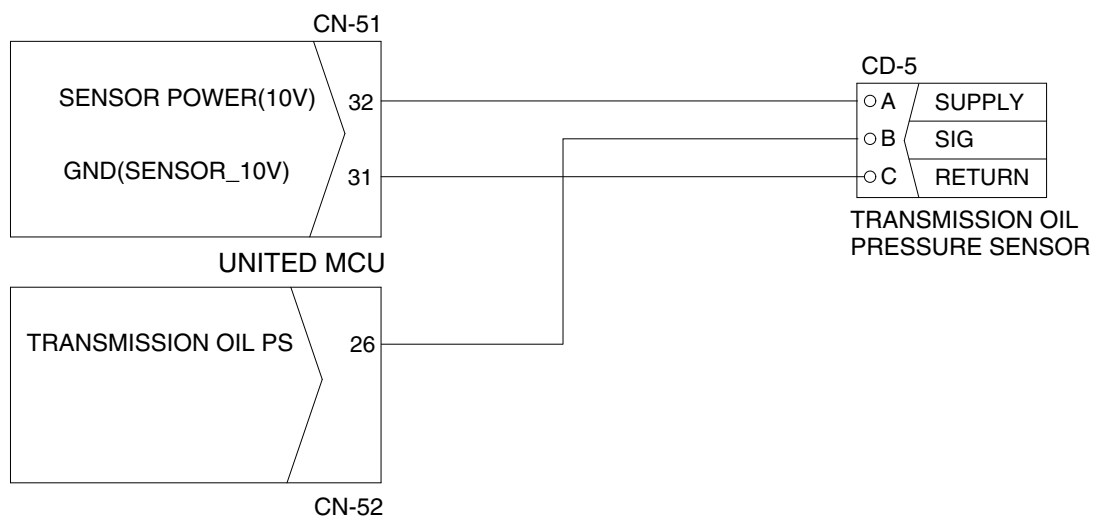 CN-51
SENSOR POWER(10V)
32
GND(SENSOR_10V)
31
UNITED MCU
TRANSMISSION OIL PS
26
CN-52
CD-5
A SUPPLY
B SIG
C RETURN
TRANSMISSION OIL
PRESSURE SENSOR